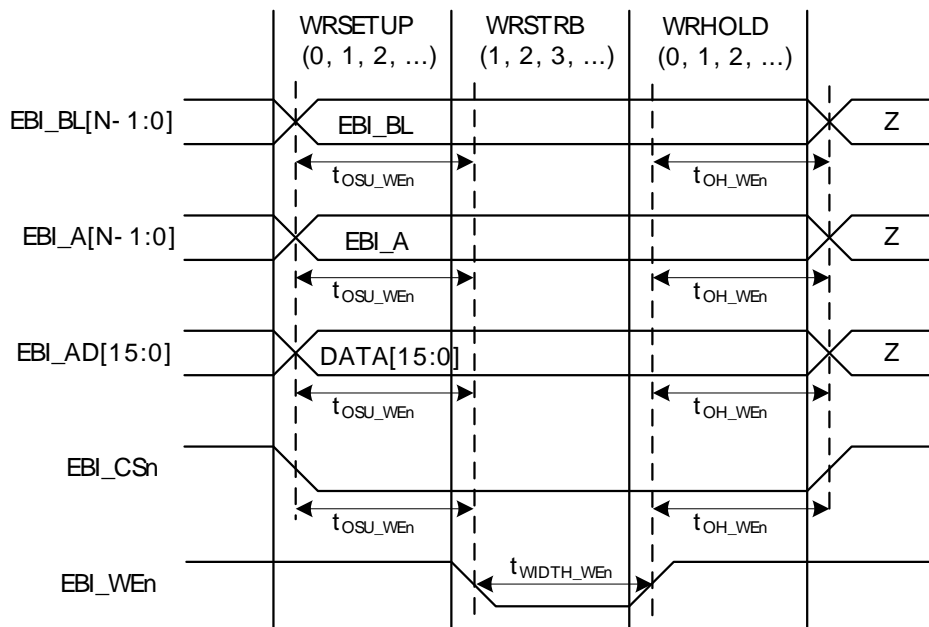 WRSETUP WRSTRB WRHOLD
(0, 1, 2, ...) (1, 2, 3, ...) (0, 1, 2, ...)
EBI_BL[N-1:0] EBI_BL Z
tOSU_WEn tOH_WEn
EBI_A[N-1:0] EBI_A Z
tOSU_WEn tOH_WEn
EBI_AD[15:0] DATA[15:0] Z
tOSU_WEn tOH_WEn
EBI_CSn
tOSU_WEn tOH_WEn
EBI_WEn tWIDTH_WEn